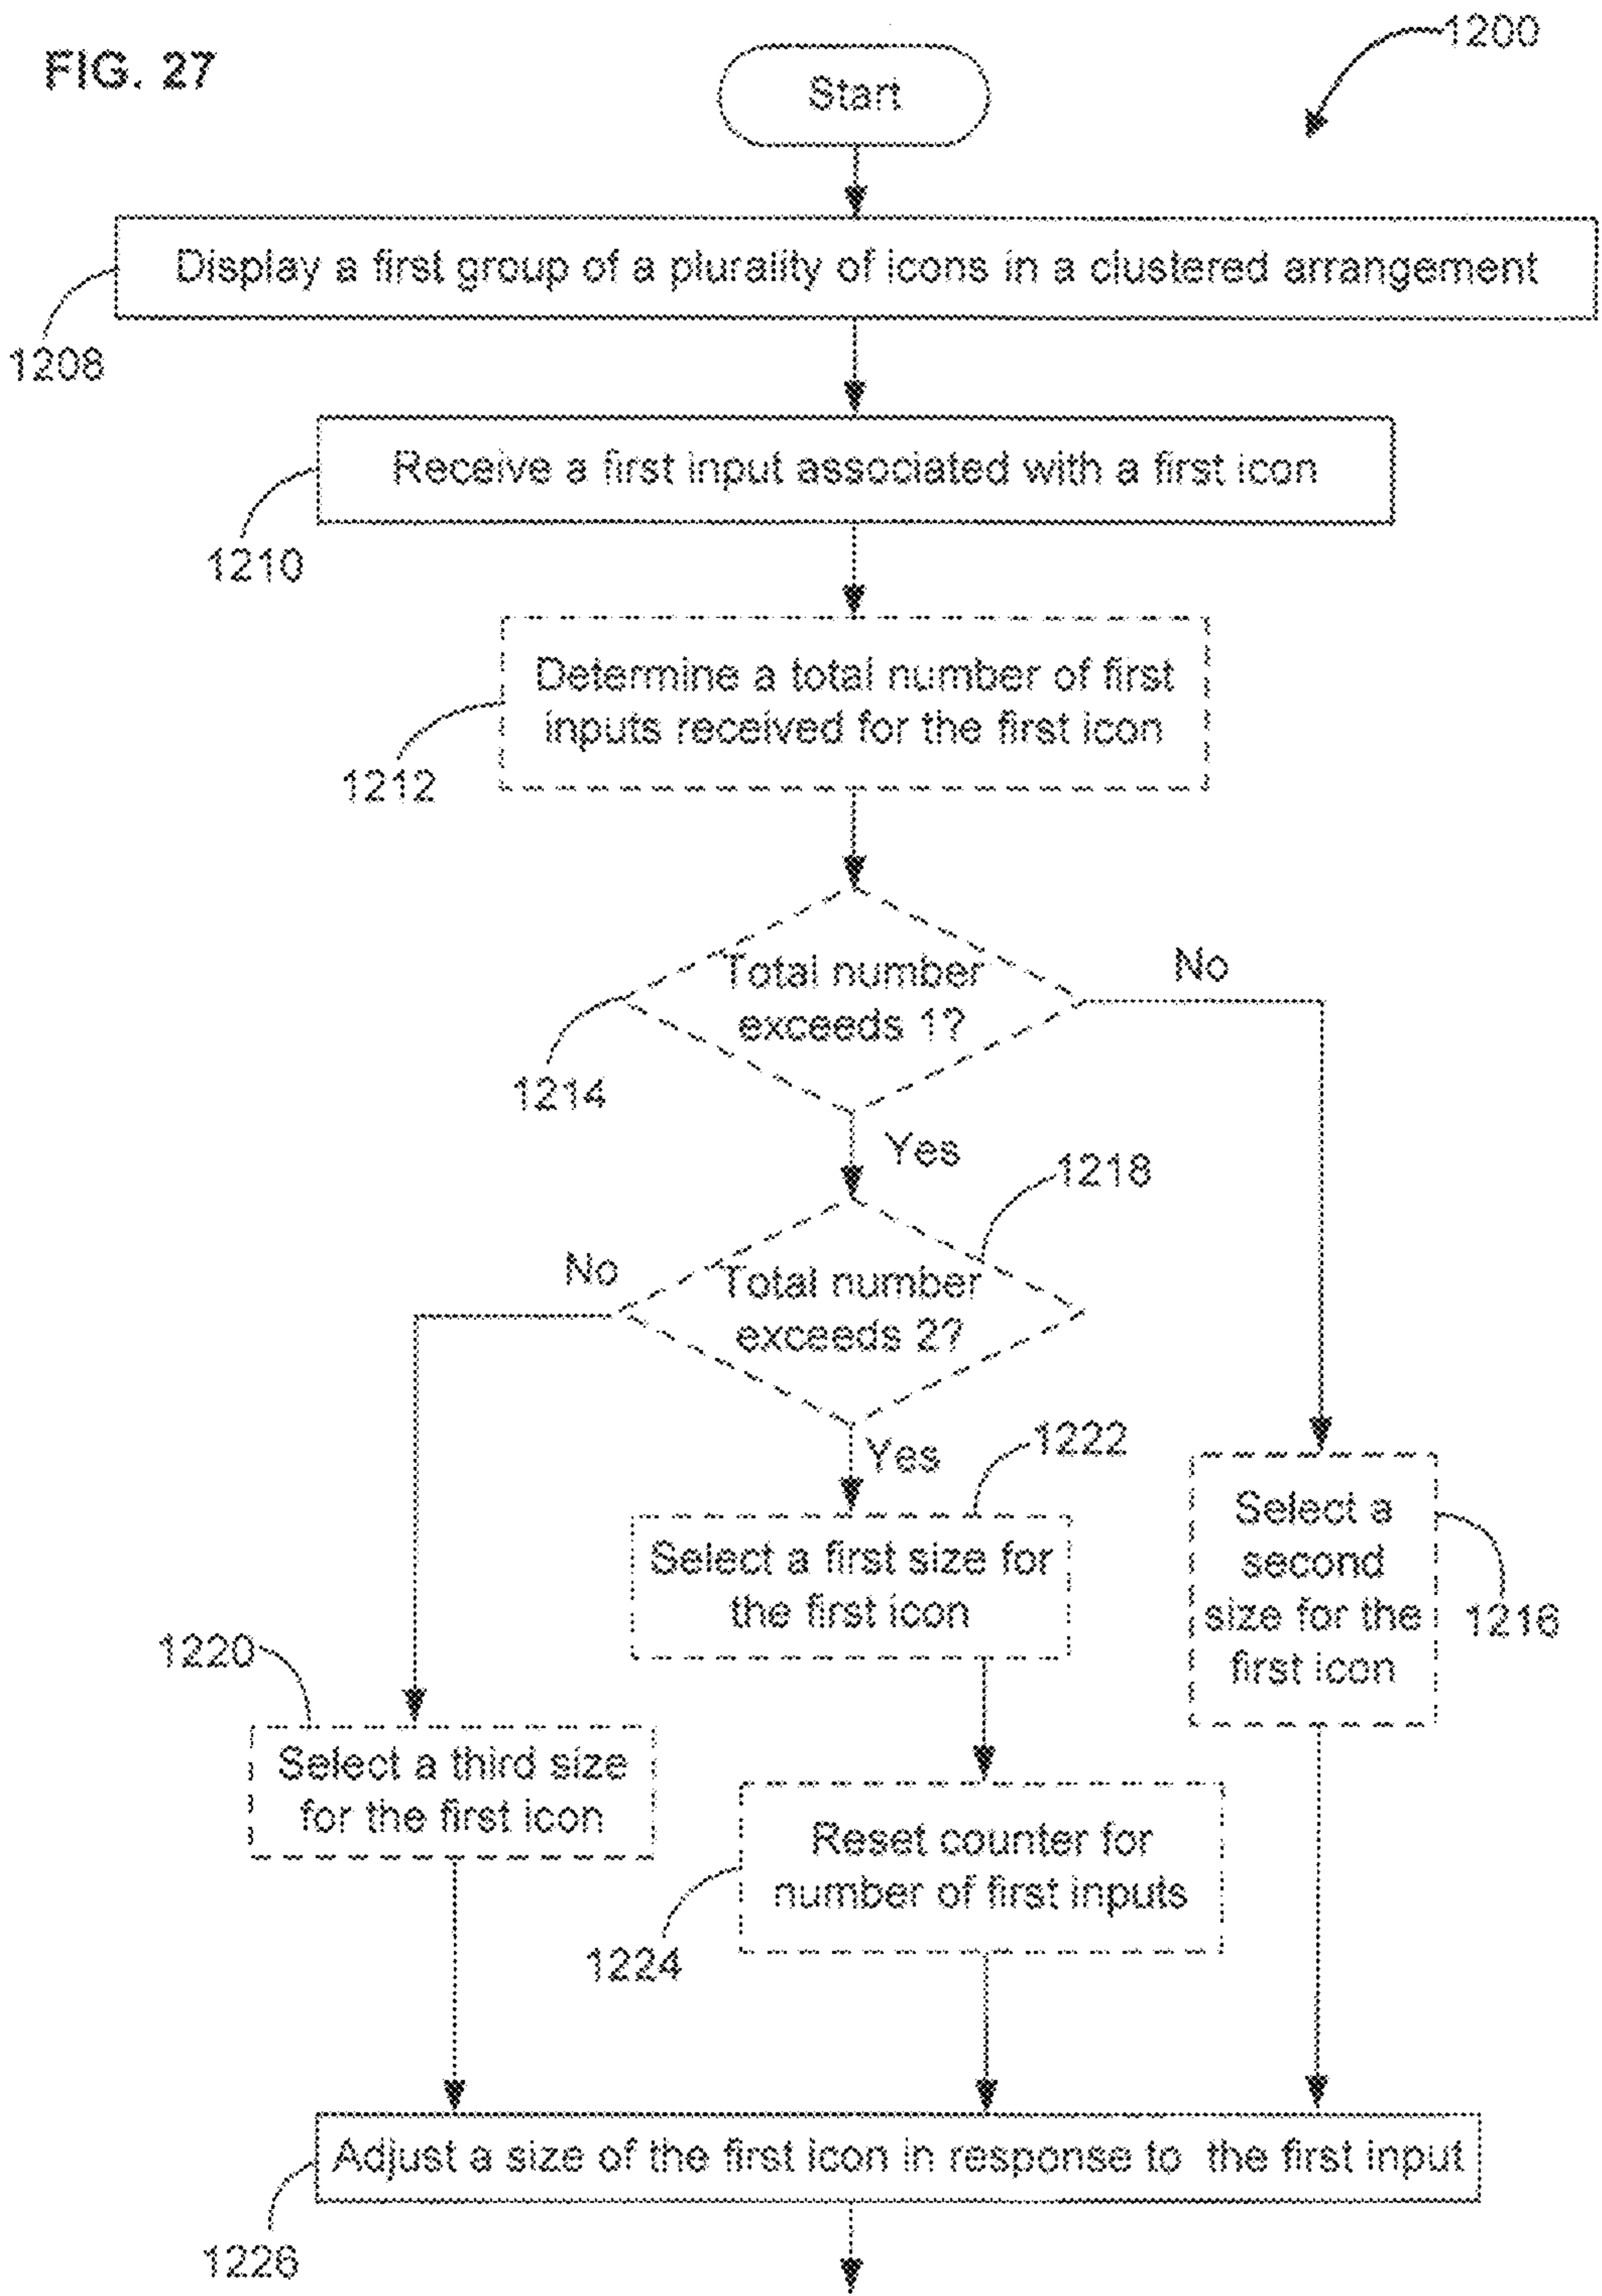 FIG. 27
1200
Start
Display a first group of a plurality of icons in a clustered arrangement
1208
Receive a first input associated with a first icon
1210
Determine a total number of first
inputs received for the first icon
1212
Total number
exceeds 1?
No
1214
Yes
1218
No
Total number
exceeds 2?
Yes
1222
Select a first size for
the first icon
Select a
second
size for the
first icon
1216
1220
Select a third size
for the first icon
Reset counter for
number of first inputs
1224
Adjust a size of the first icon in response to the first input
1226